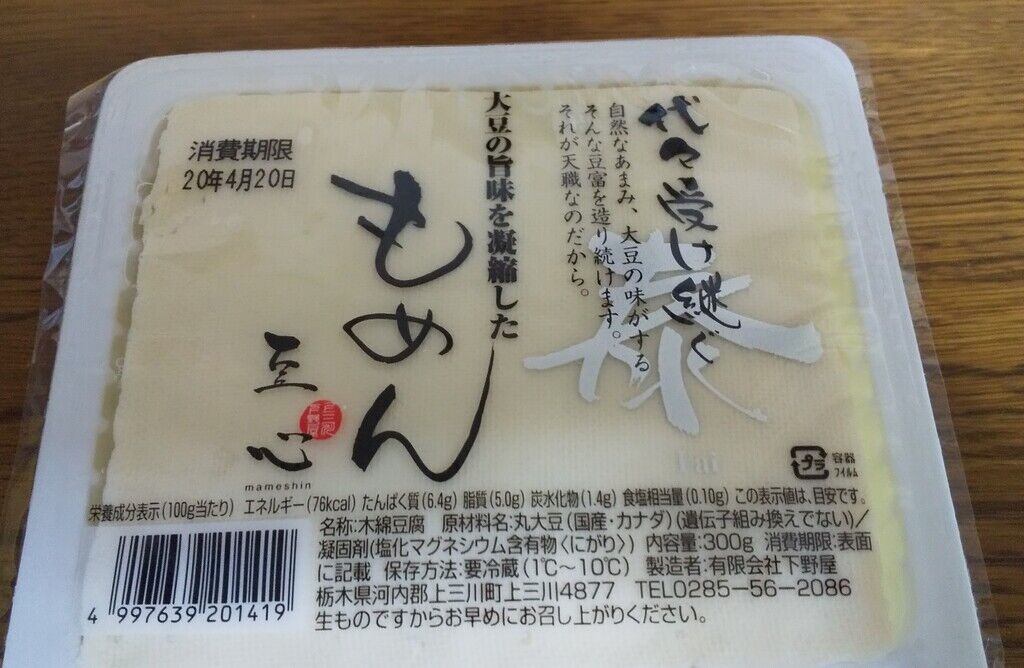 代々受け継ぐ
泰
自然なあまみ、大豆の味がする
そんな豆富を造り続けます。
それが天職なのだから。
大豆の旨味を凝縮した
もめん
豆心
mameshin
消費期限
20年4月20日
Tai
プラ
容器
フィルム
栄養成分表示(100g当たり) エネルギー(76kcal) たんぱく質(6.4g) 脂質(5.0g) 炭水化物(1.4g) 食塩相当量(0.10g) この表示値は、目安です。
名称:木綿豆腐 原材料名:丸大豆(国産・カナダ)(遺伝子組み換えでない)/
凝固剤(塩化マグネシウム含有物〈にがり〉) 内容量:300g 消費期限:表面
に記載 保存方法:要冷蔵(1℃～10℃) 製造者:有限会社下野屋
栃木県河内郡上三川町上三川4877 TEL0285-56-2086
生ものですからお早めにお召し上がりください。
4 997639 201419